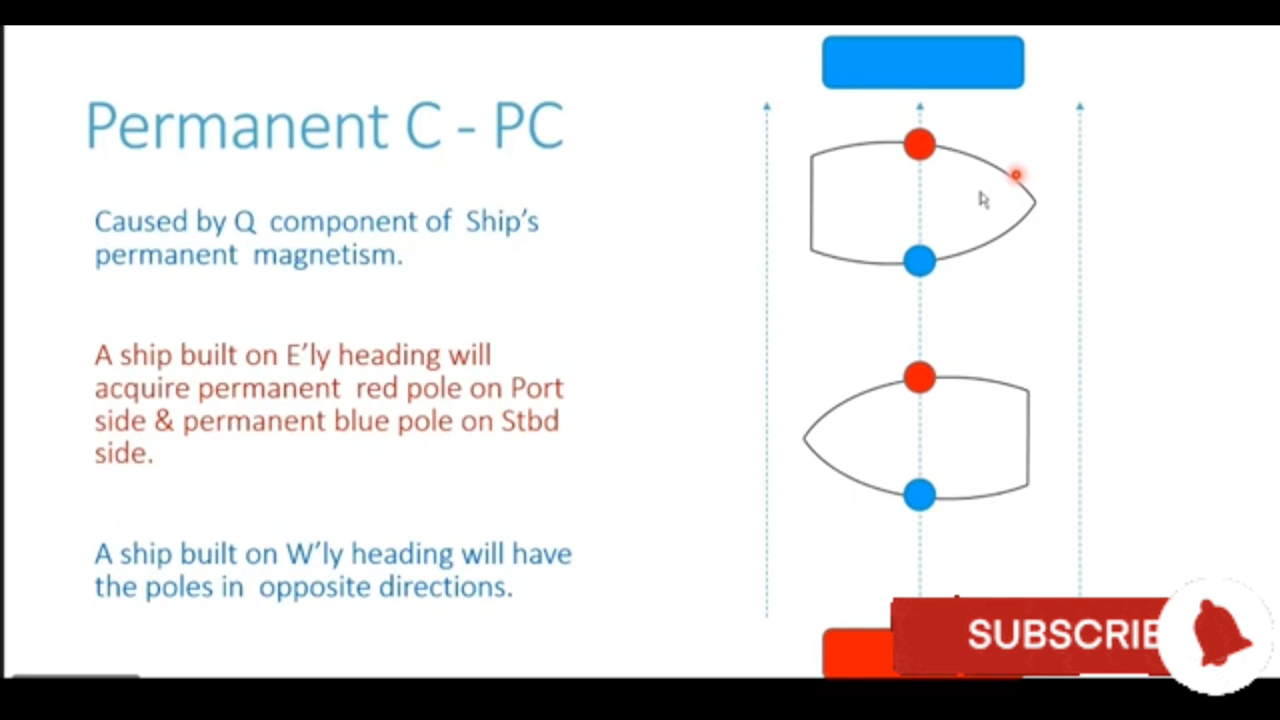 Permanent C - PC
Caused by Q component of Ship's
permanent magnetism.
A ship built on E'ly heading will
acquire permanent red pole on Port
side & permanent blue pole on Stbd
side.
A ship built on W'ly heading will have
the poles in opposite directions.
SUBSCRIBE